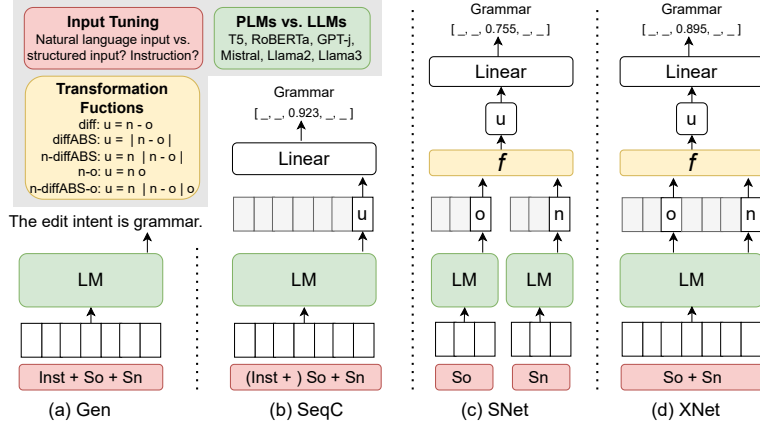 Input Tuning
Natural language input vs.
structured input? Instruction?
PLMs vs. LLMs
T5, RoBERTa, GPT-j,
Mistral, Llama2, Llama3
Transformation
Fuctions
diff: u = n - o
diffABS: u = | n - o |
n-diffABS: u = n | n - o |
n-o: u = n o
n-diffABS-o: u = n | n - o | o
The edit intent is grammar.
LM
Inst + So + Sn
(a) Gen
Grammar
[ _, _, 0.923, _, _ ]
Linear
u
LM
(Inst + ) So + Sn
(b) SeqC
Grammar
[ _, _, 0.755, _, _ ]
Linear
u
f
o
n
LM
LM
So
Sn
(c) SNet
Grammar
[ _, _, 0.895, _, _ ]
Linear
u
f
o
n
LM
So + Sn
(d) XNet